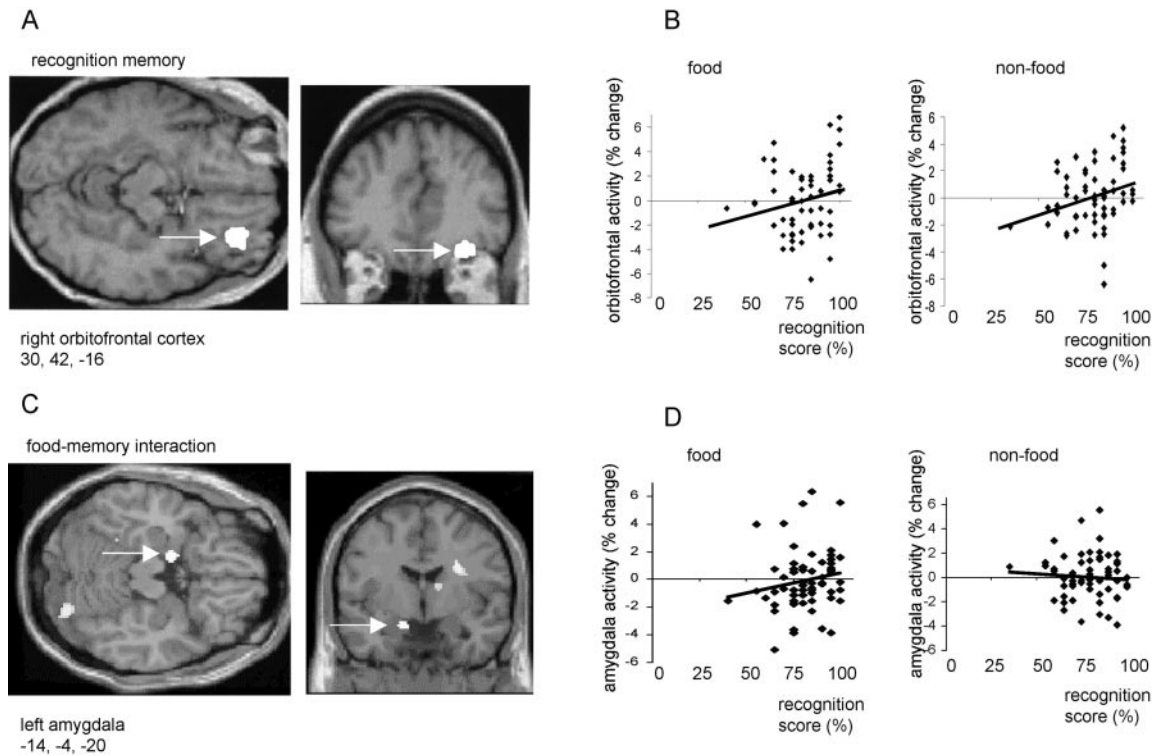 A
recognition memory
right orbitofrontal cortex
30, 42, -16
B
food
non-food
orbitofrontal activity (% change)
6
4
2
0
-2
-4
-6
-8
0 25 50 75 100
recognition
score (%)
orbitofrontal activity (% change)
6
4
2
0
-2
-4
-6
-8
0 25 50 75 100
recognition
score (%)
C
food-memory interaction
left amygdala
-14, -4, -20
D
food
non-food
amygdala activity (% change)
6
4
2
0
-2
-4
-6
0 25 50 75 100
recognition
score (%)
amygdala activity (% change)
6
4
2
0
-2
-4
-6
0 25 50 75 100
recognition
score (%)